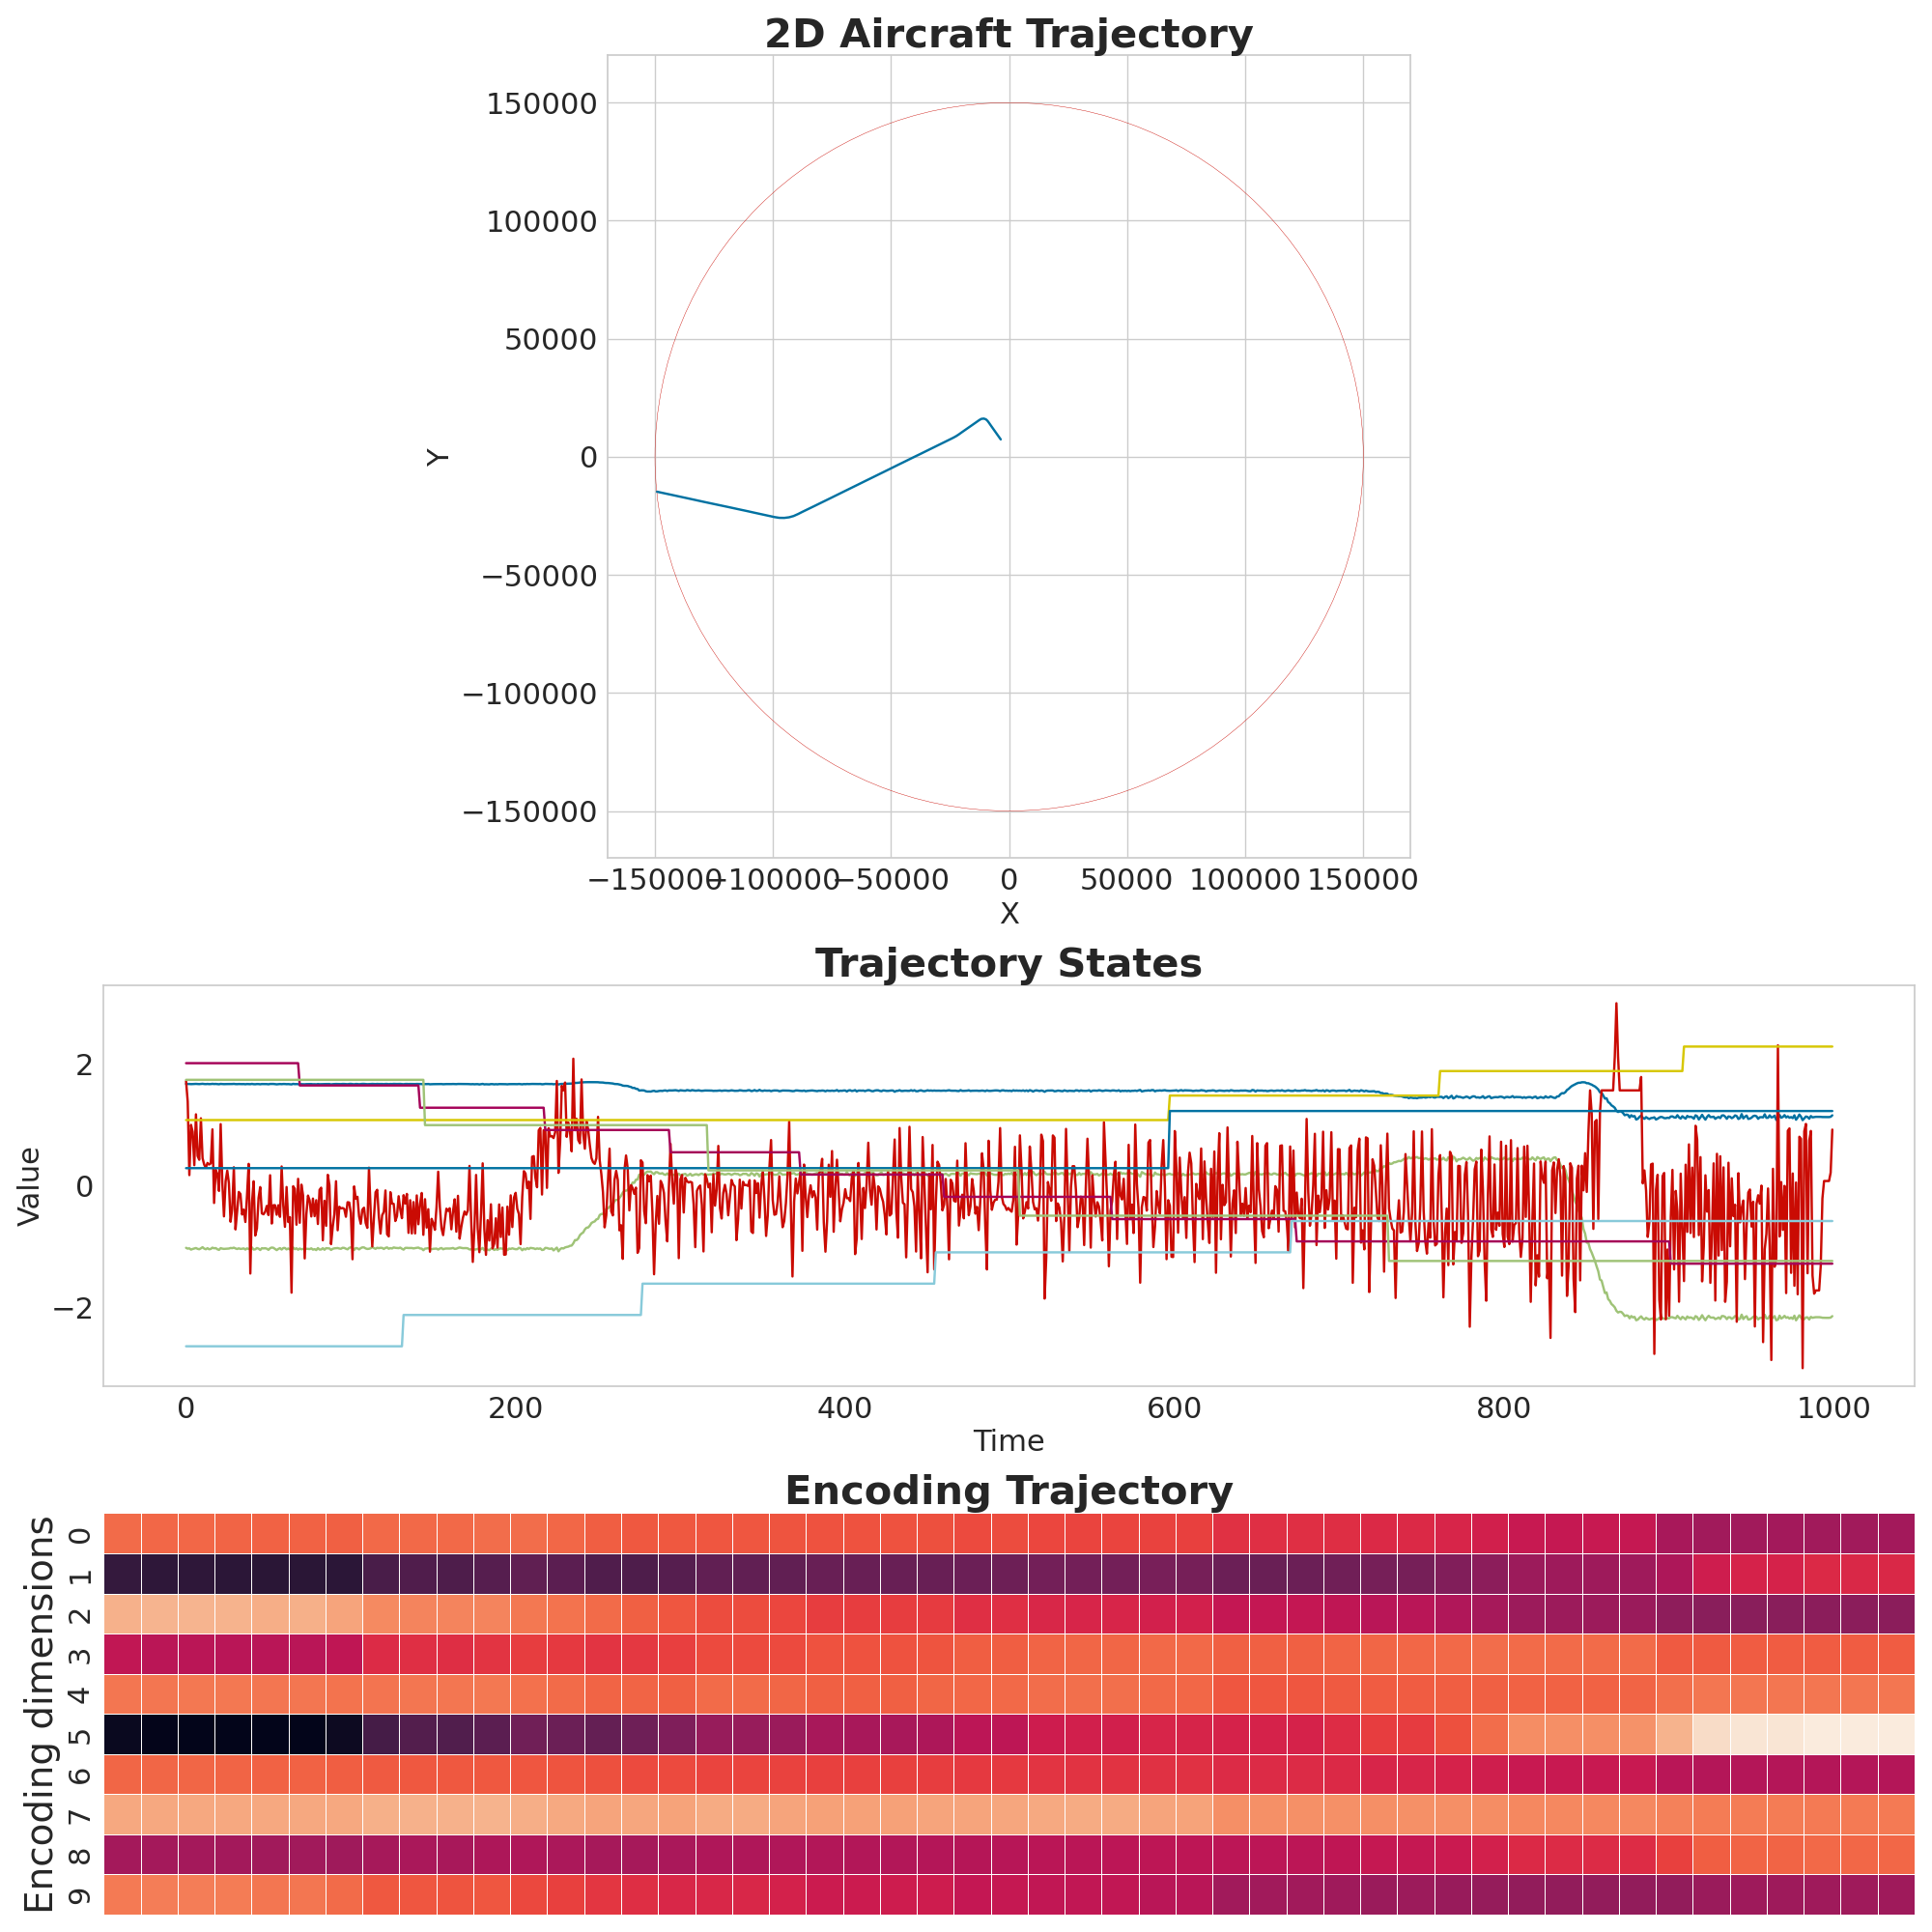 2D Aircraft Trajectory
150000
100000
50000
0
−50000
−100000
−150000
Y
−150000 −100000 −50000 0 50000 100000 150000
X
Trajectory States
2
0
−2
Value
0 200 400 600 800 1000
Time
Encoding Trajectory
0
1
2
3
4
5
6
7
8
9
Encoding dimensions